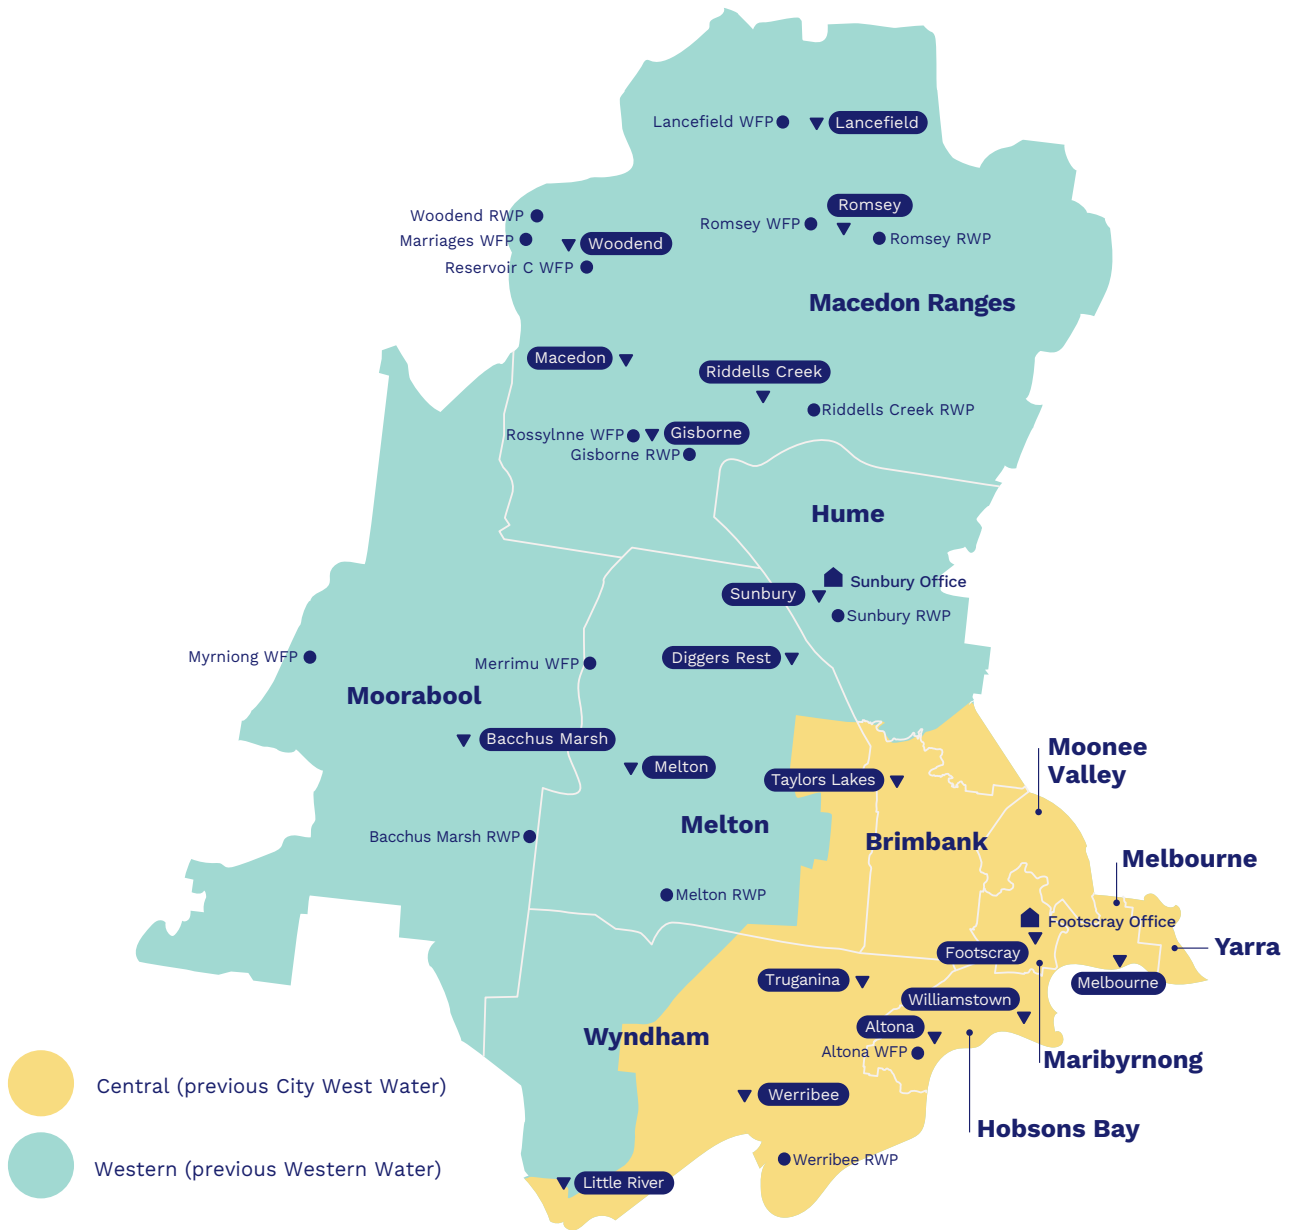 Lancefield WFP
Lancefield
Romsey
Woodend RWP
Romsey WFP
Romsey RWP
Marriages WFP
Woodend
Reservoir C WFP
Macedon Ranges
Macedon
Riddells Creek
Riddells Creek RWP
Rossylnne WFP
Gisborne
Gisborne RWP
Hume
Sunbury Office
Sunbury
Sunbury RWP
Myrniong WFP
Merrimu WFP
Diggers Rest
Moorabool
Bacchus Marsh
Moonee
Valley
Melton
Taylors Lakes
Melton
Brimbank
Bacchus Marsh RWP
Melbourne
Melton RWP
Footscray Office
Yarra
Footscray
Truganina
Melbourne
Williamstown
Altona
Wyndham
Altona WFP
Maribyrnong
Central (previous City West Water)
Werribee
Hobsons Bay
Werribee RWP
Western (previous Western Water)
Little River